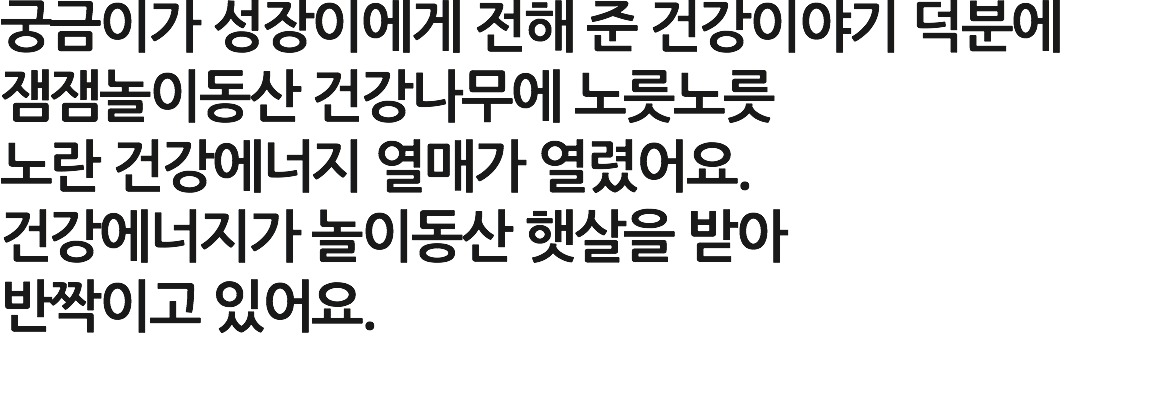 궁금이가 성장이에게 전해 준 건강이야기 덕분에
잼잼놀이동산 건강나무에 노릇노릇
노란 건강에너지 열매가 열렸어요.
건강에너지가 놀이동산 햇살을 받아
반짝이고 있어요.